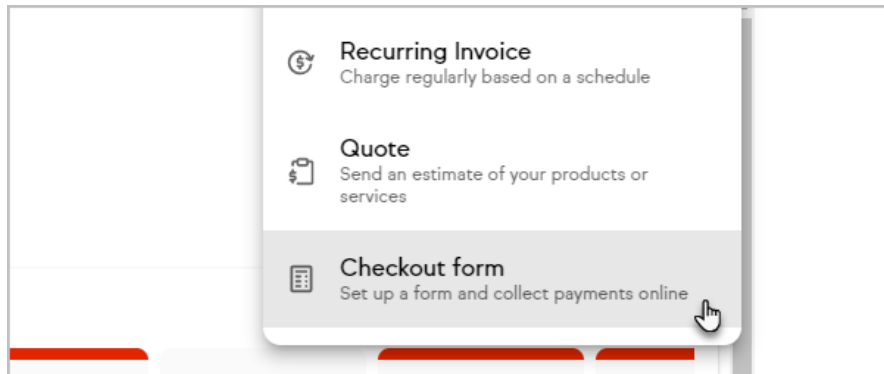 Recurring Invoice
Charge regularly based on a schedule
Quote
Send an estimate of your products or
services
Checkout form
Set up a form and collect payments online